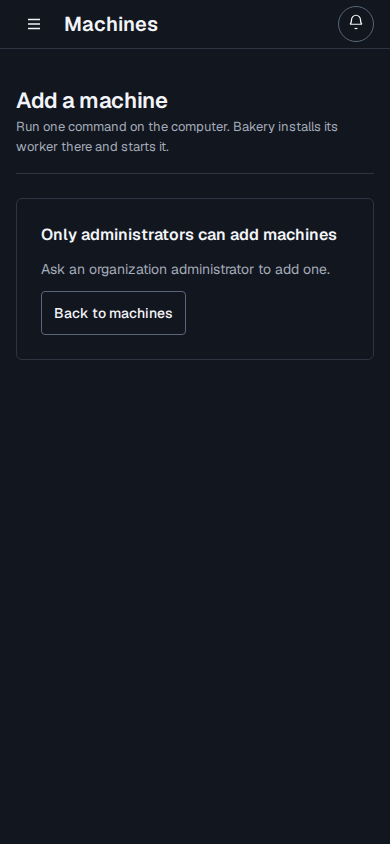 Machines
Add a machine
Run one command on the computer. Bakery installs its
worker there and starts it.
Only administrators can add machines
Ask an organization administrator to add one.
Back to machines